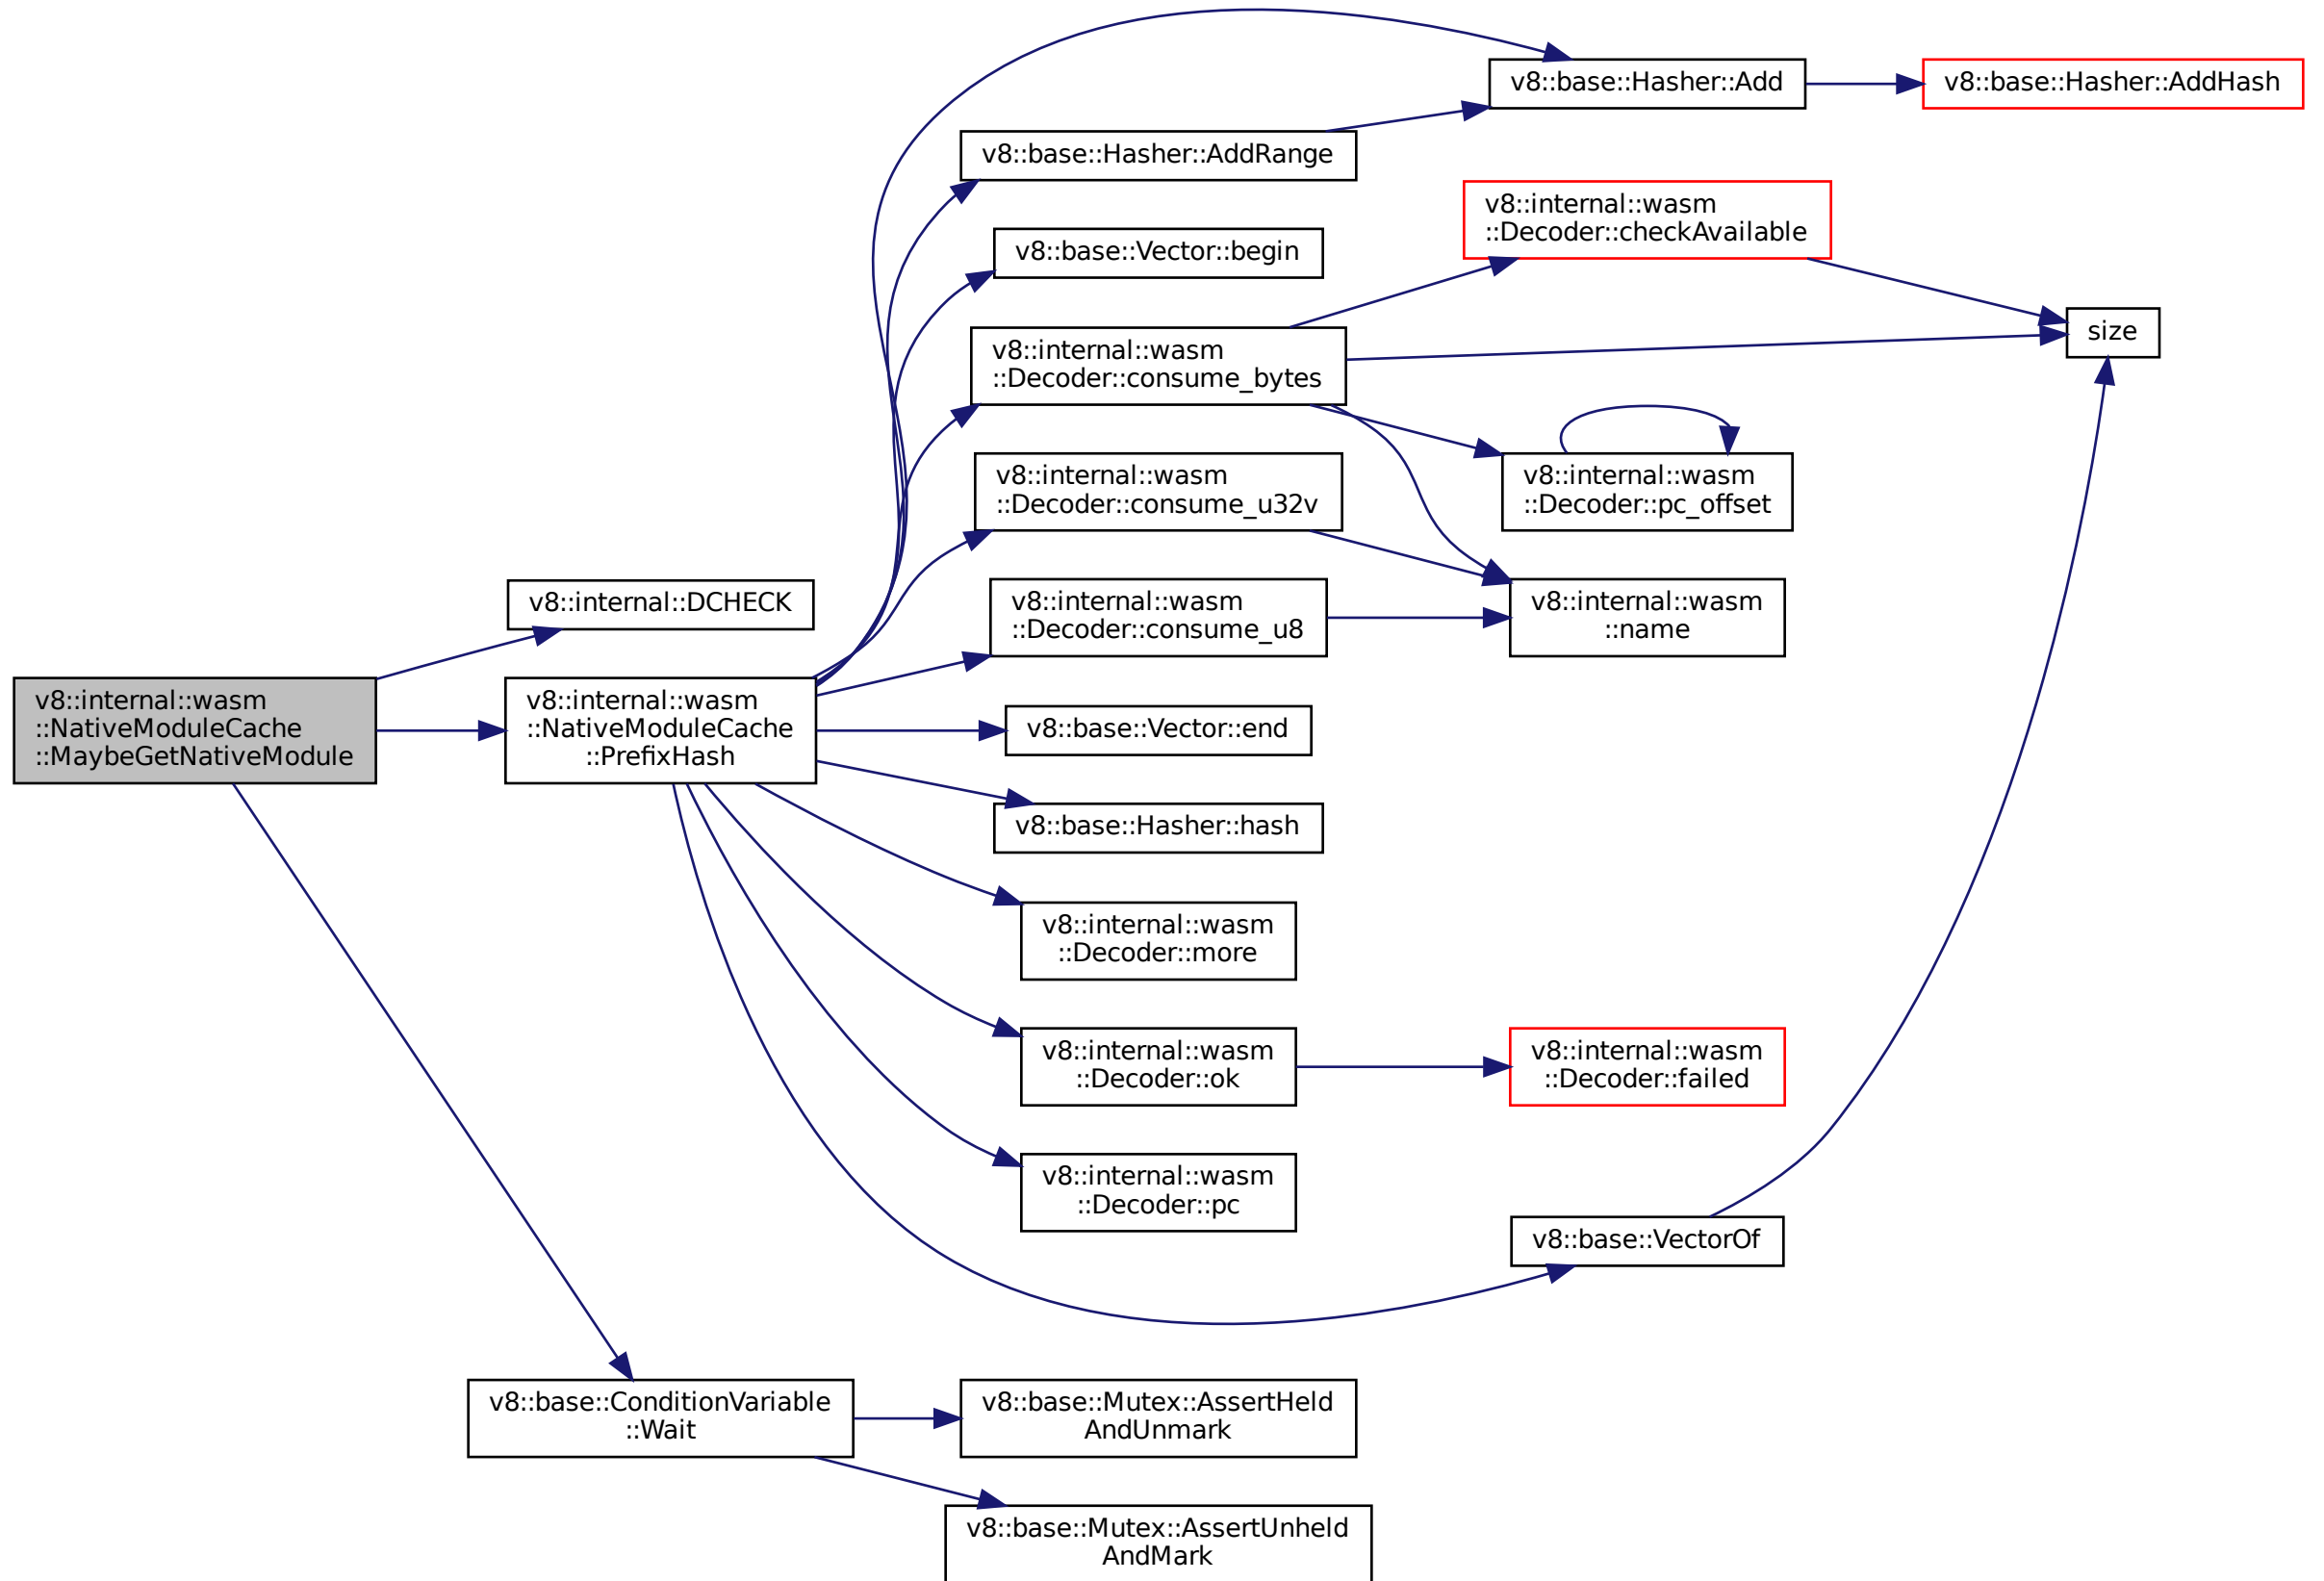 v8::internal::wasm
::NativeModuleCache
::MaybeGetNativeModule
v8::internal::DCHECK
v8::internal::wasm
::NativeModuleCache
::PrefixHash
v8::base::ConditionVariable
::Wait
v8::base::Hasher::AddRange
v8::base::Vector::begin
v8::internal::wasm
::Decoder::consume_bytes
v8::internal::wasm
::Decoder::consume_u32v
v8::internal::wasm
::Decoder::consume_u8
v8::base::Vector::end
v8::base::Hasher::hash
v8::internal::wasm
::Decoder::more
v8::internal::wasm
::Decoder::ok
v8::internal::wasm
::Decoder::pc
v8::base::Mutex::AssertHeld
AndUnmark
v8::base::Mutex::AssertUnheld
AndMark
v8::base::Hasher::Add
v8::internal::wasm
::Decoder::checkAvailable
v8::internal::wasm
::Decoder::pc_offset
v8::internal::wasm
::name
v8::internal::wasm
::Decoder::failed
v8::base::VectorOf
v8::base::Hasher::AddHash
size